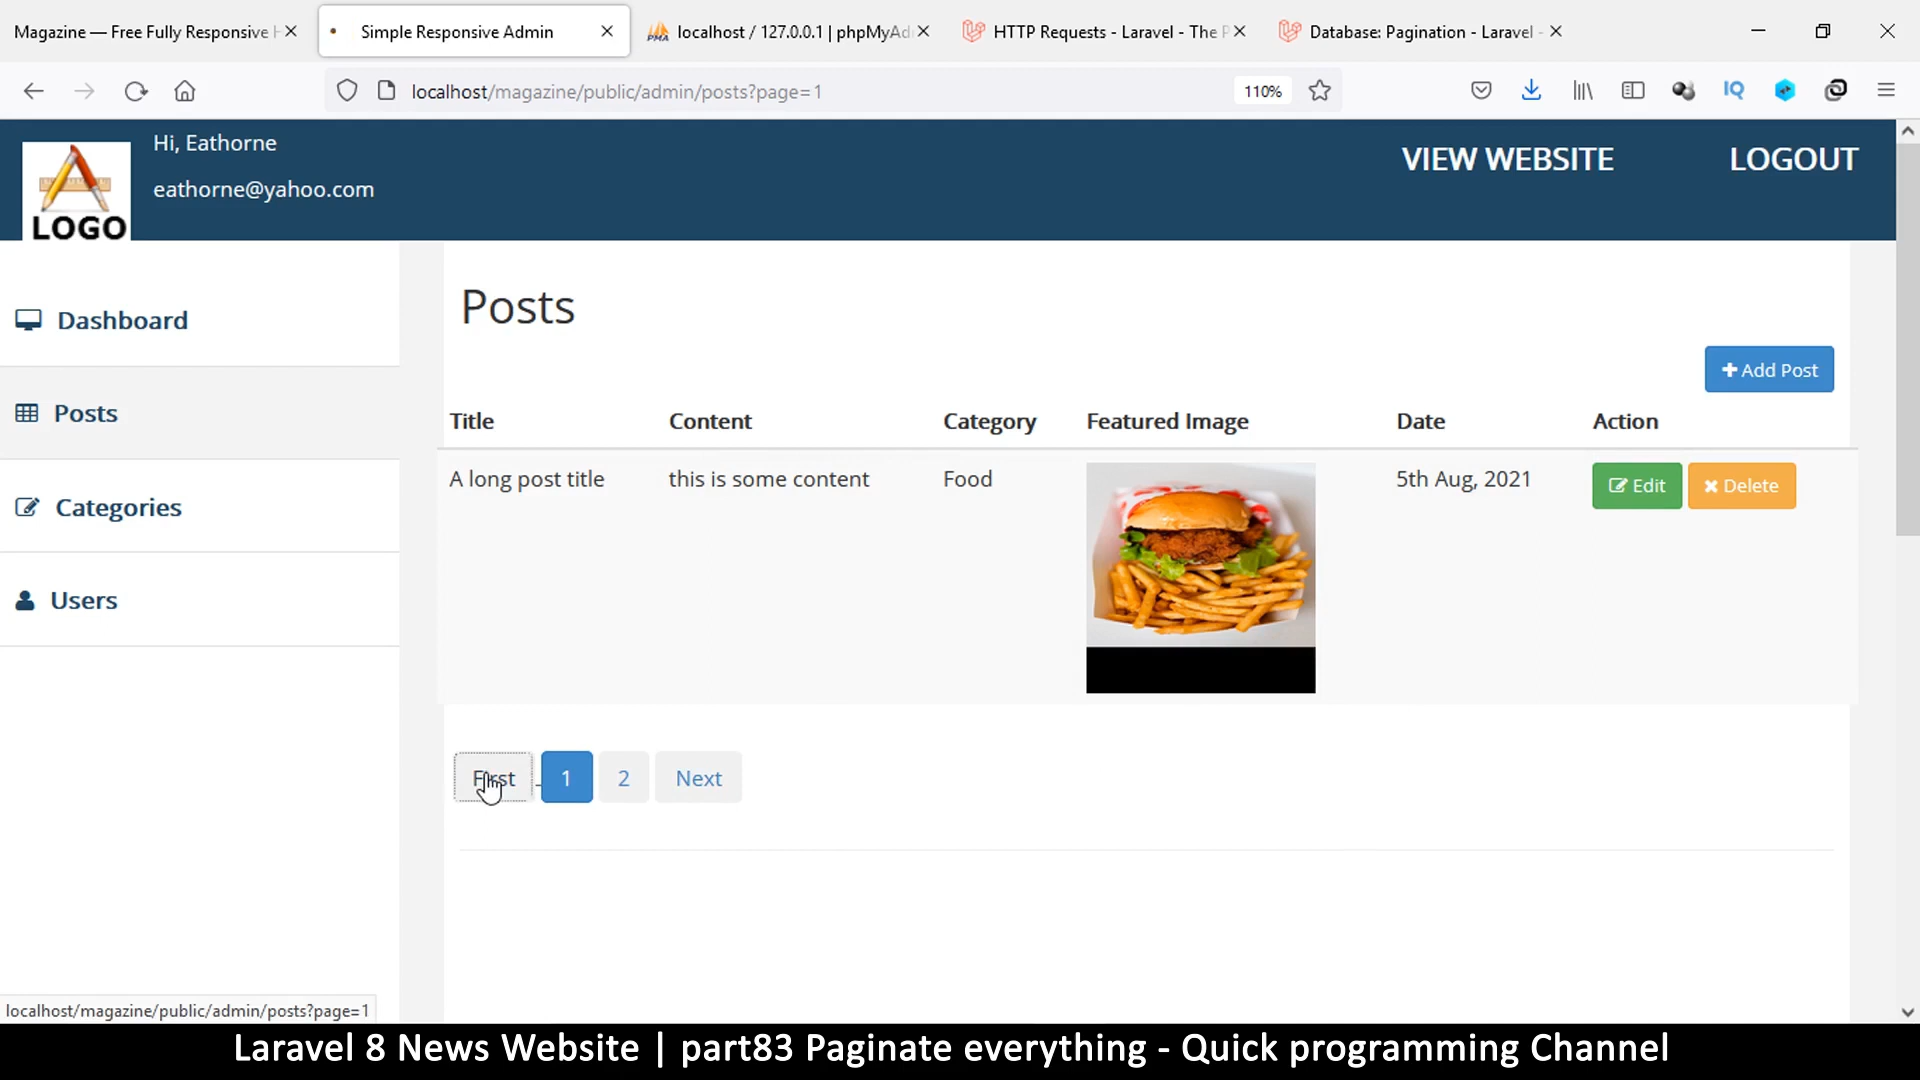 Magazine — Free Fully Responsive H
Simple Responsive Admin
localhost / 127.0.0.1 | phpMyAd
HTTP Requests - Laravel - The P
Database: Pagination - Laravel -
localhost/magazine/public/admin/posts?page=1
110%
IQ
LOGO
Hi, Eathorne
eathorne@yahoo.com
VIEW WEBSITE
LOGOUT
Dashboard
Posts
Categories
Users
Posts
Add Post
Title Content Category Featured Image Date Action
A long post title this is some content Food 5th Aug, 2021 Edit Delete
First 1 2 Next
localhost/magazine/public/admin/posts?page=1
Laravel 8 News Website | part83 Paginate everything - Quick programming Channel